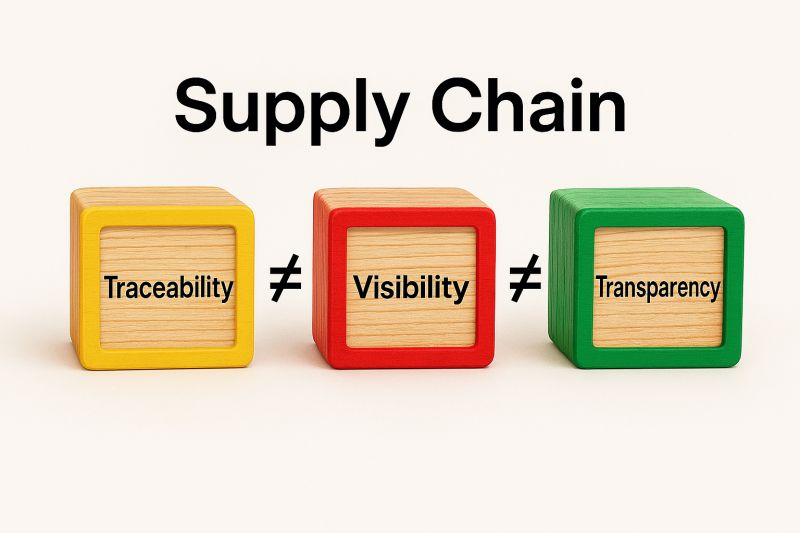 Supply Chain
Traceability ≠ Visibility ≠ Transparency